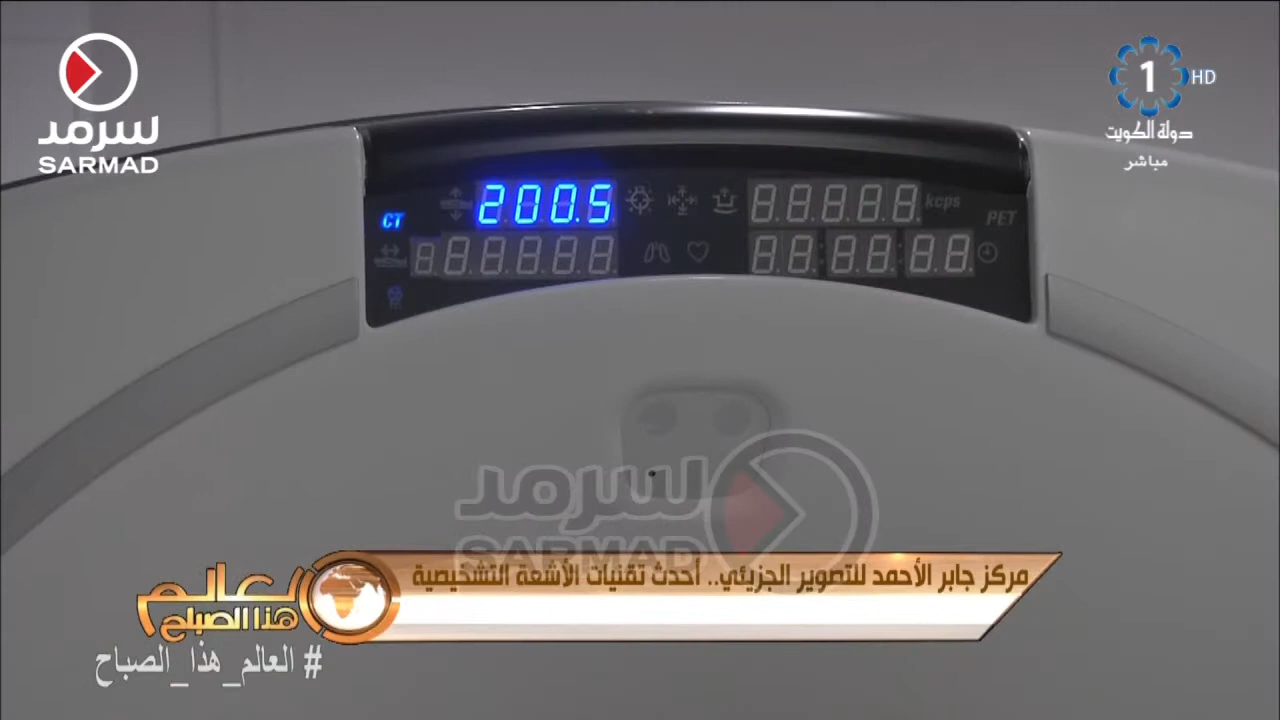 سرمد
SARMAD
1 HD
دولة الكويت
مباشر
CT
200.5
kcps
PET
سرمد
SARMAD
مركز جابر الأحمد للتصوير الجزيئي.. أحدث تقنيات الأشعة التشخيصية
العالم
هذا الصباح
# العالم_هذا_الصباح